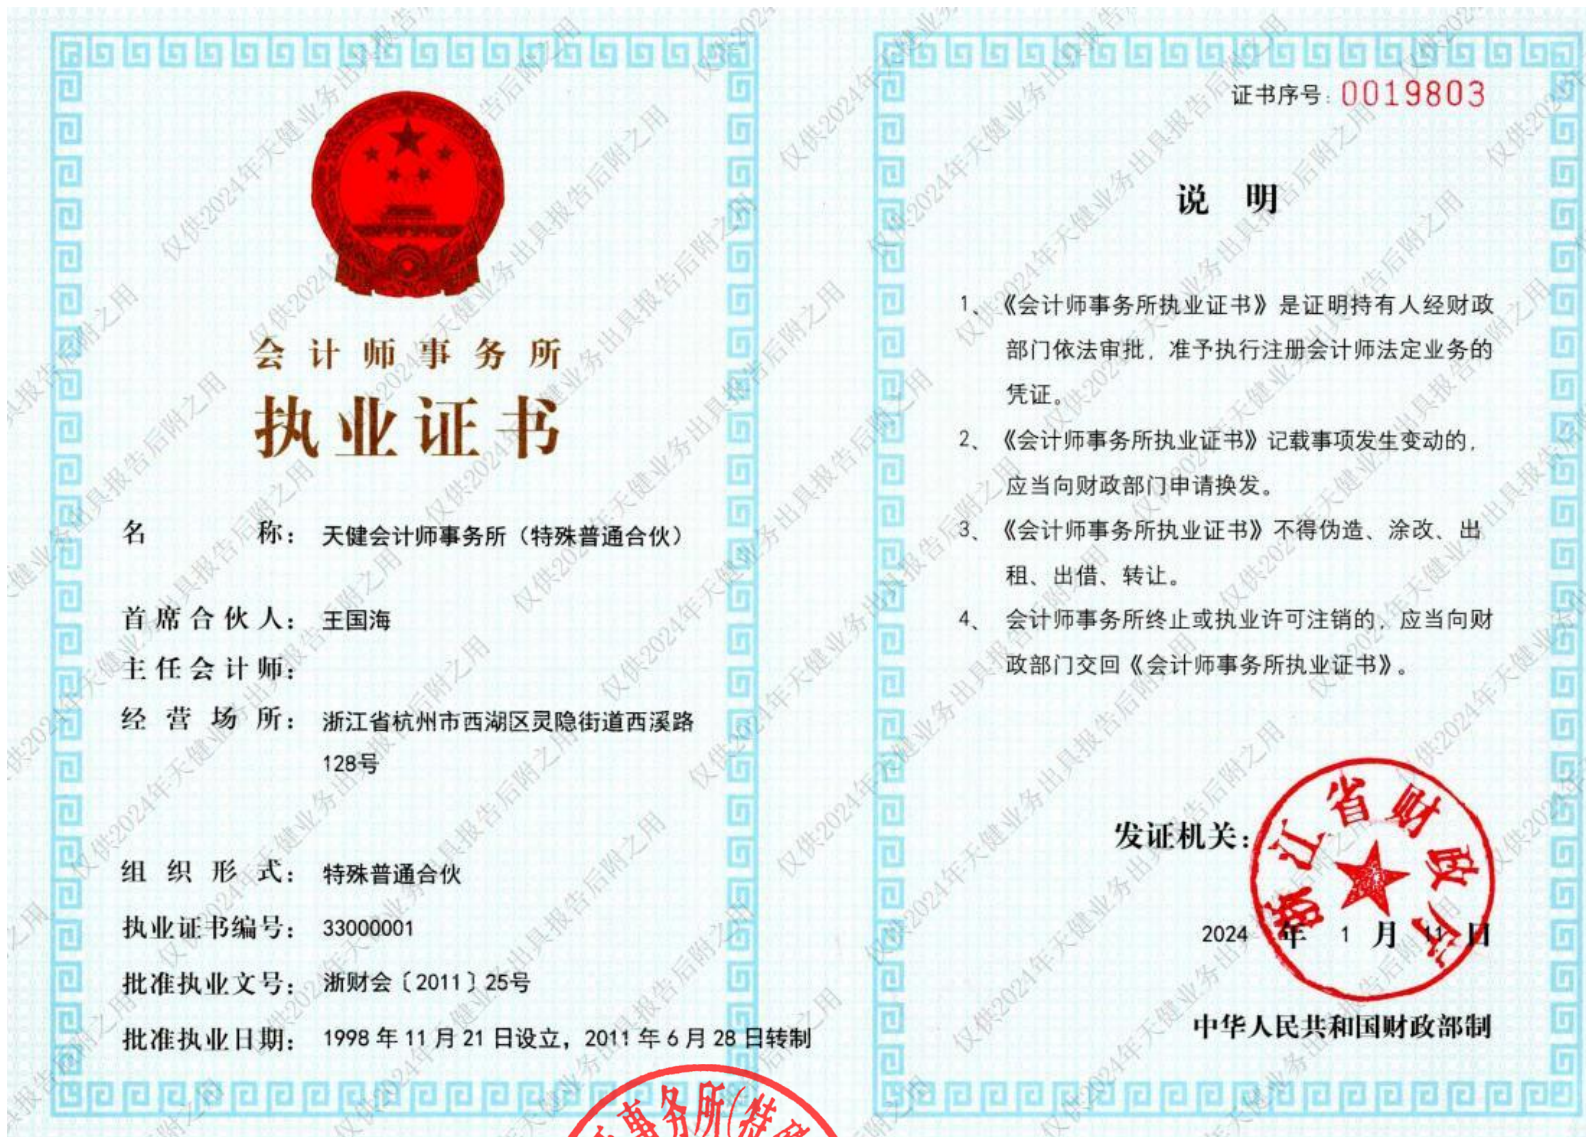 会计师事务所
执业证书
名称：天健会计师事务所（特殊普通合伙）
首席合伙人：王国海
主任会计师：
经营场所：浙江省杭州市西湖区灵隐街道西溪路
128号
组织形式：特殊普通合伙
执业证书编号：33000001
批准执业文号：浙财会〔2011〕25号
批准执业日期：1998年11月21日设立，2011年6月28日转制
事务所(特殊
证书序号：0019803
说 明
1、《会计师事务所执业证书》是证明持有人经财政
部门依法审批，准予执行注册会计师法定业务的
凭证。
2、《会计师事务所执业证书》记载事项发生变动的，
应当向财政部门申请换发。
3、《会计师事务所执业证书》不得伪造、涂改、出
租、出借、转让。
4、会计师事务所终止或执业许可注销的，应当向财
政部门交回《会计师事务所执业证书》。
发证机关：
浙江省财政厅
2024年1月11日
中华人民共和国财政部制
仅供2024年天健业务出具报告后附之用